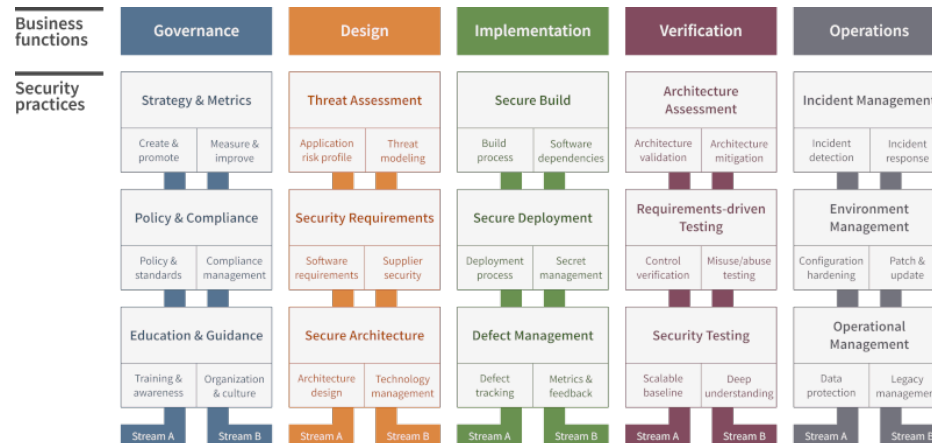 Business
functions
Governance
Design
Implementation
Verification
Operations
Security
practices
Strategy & Metrics
Create &
promote
Measure &
improve
Threat Assessment
Application
risk profile
Threat
modeling
Secure Build
Build
process
Software
dependencies
Architecture
Assessment
Architecture
validation
Architecture
mitigation
Incident Management
Incident
detection
Incident
response
Policy & Compliance
Policy &
standards
Compliance
management
Security Requirements
Software
requirements
Supplier
security
Secure Deployment
Deployment
process
Secret
management
Requirements-driven
Testing
Control
verification
Misuse/abuse
testing
Environment
Management
Configuration
hardening
Patch &
update
Education & Guidance
Training &
awareness
Organization
& culture
Secure Architecture
Architecture
design
Technology
management
Defect Management
Defect
tracking
Metrics &
feedback
Security Testing
Scalable
baseline
Deep
understanding
Operational
Management
Data
protection
Legacy
management
Stream A
Stream B
Stream A
Stream B
Stream A
Stream B
Stream A
Stream B
Stream A
Stream B